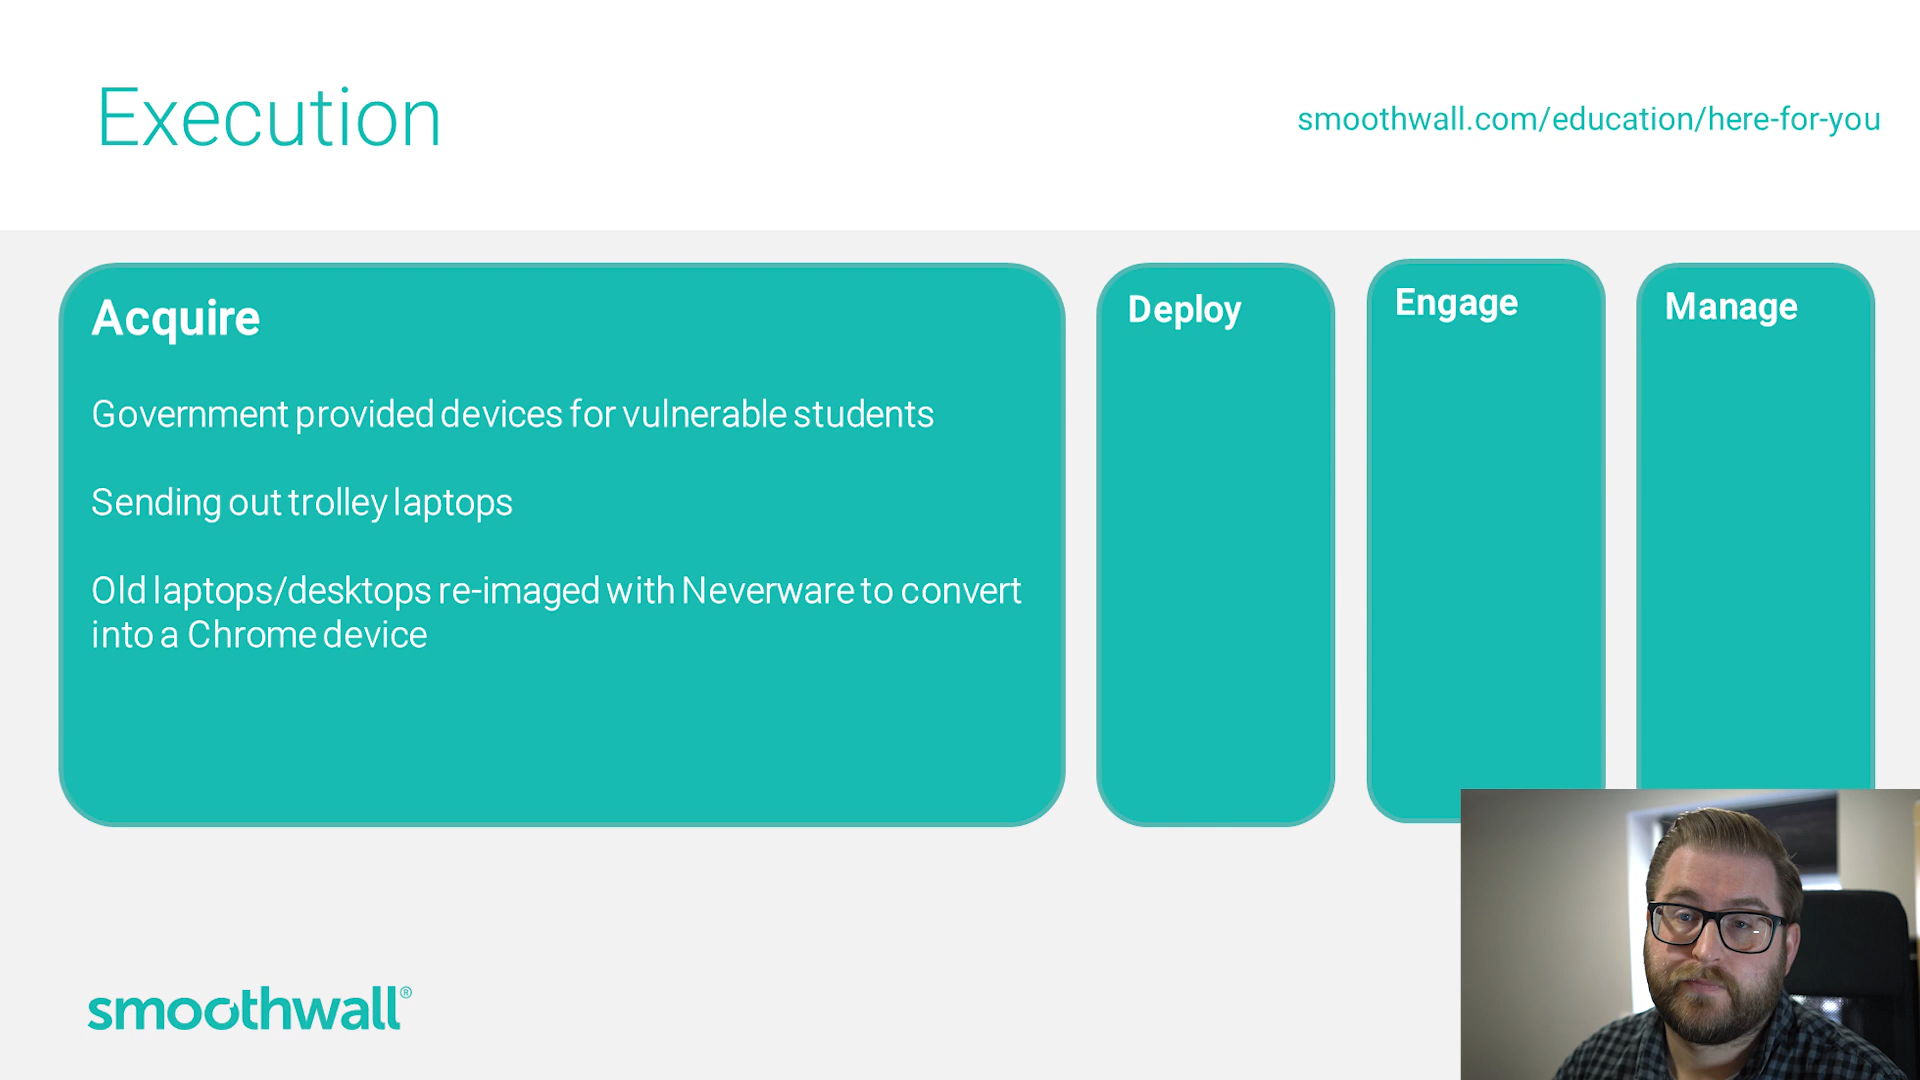 Execution
smoothwall.com/education/here-for-you
Acquire
Government provided devices for vulnerable students
Sending out trolley laptops
Old laptops/desktops re-imaged with Neverware to convert
into a Chrome device
Deploy
Engage
Manage
smoothwall®